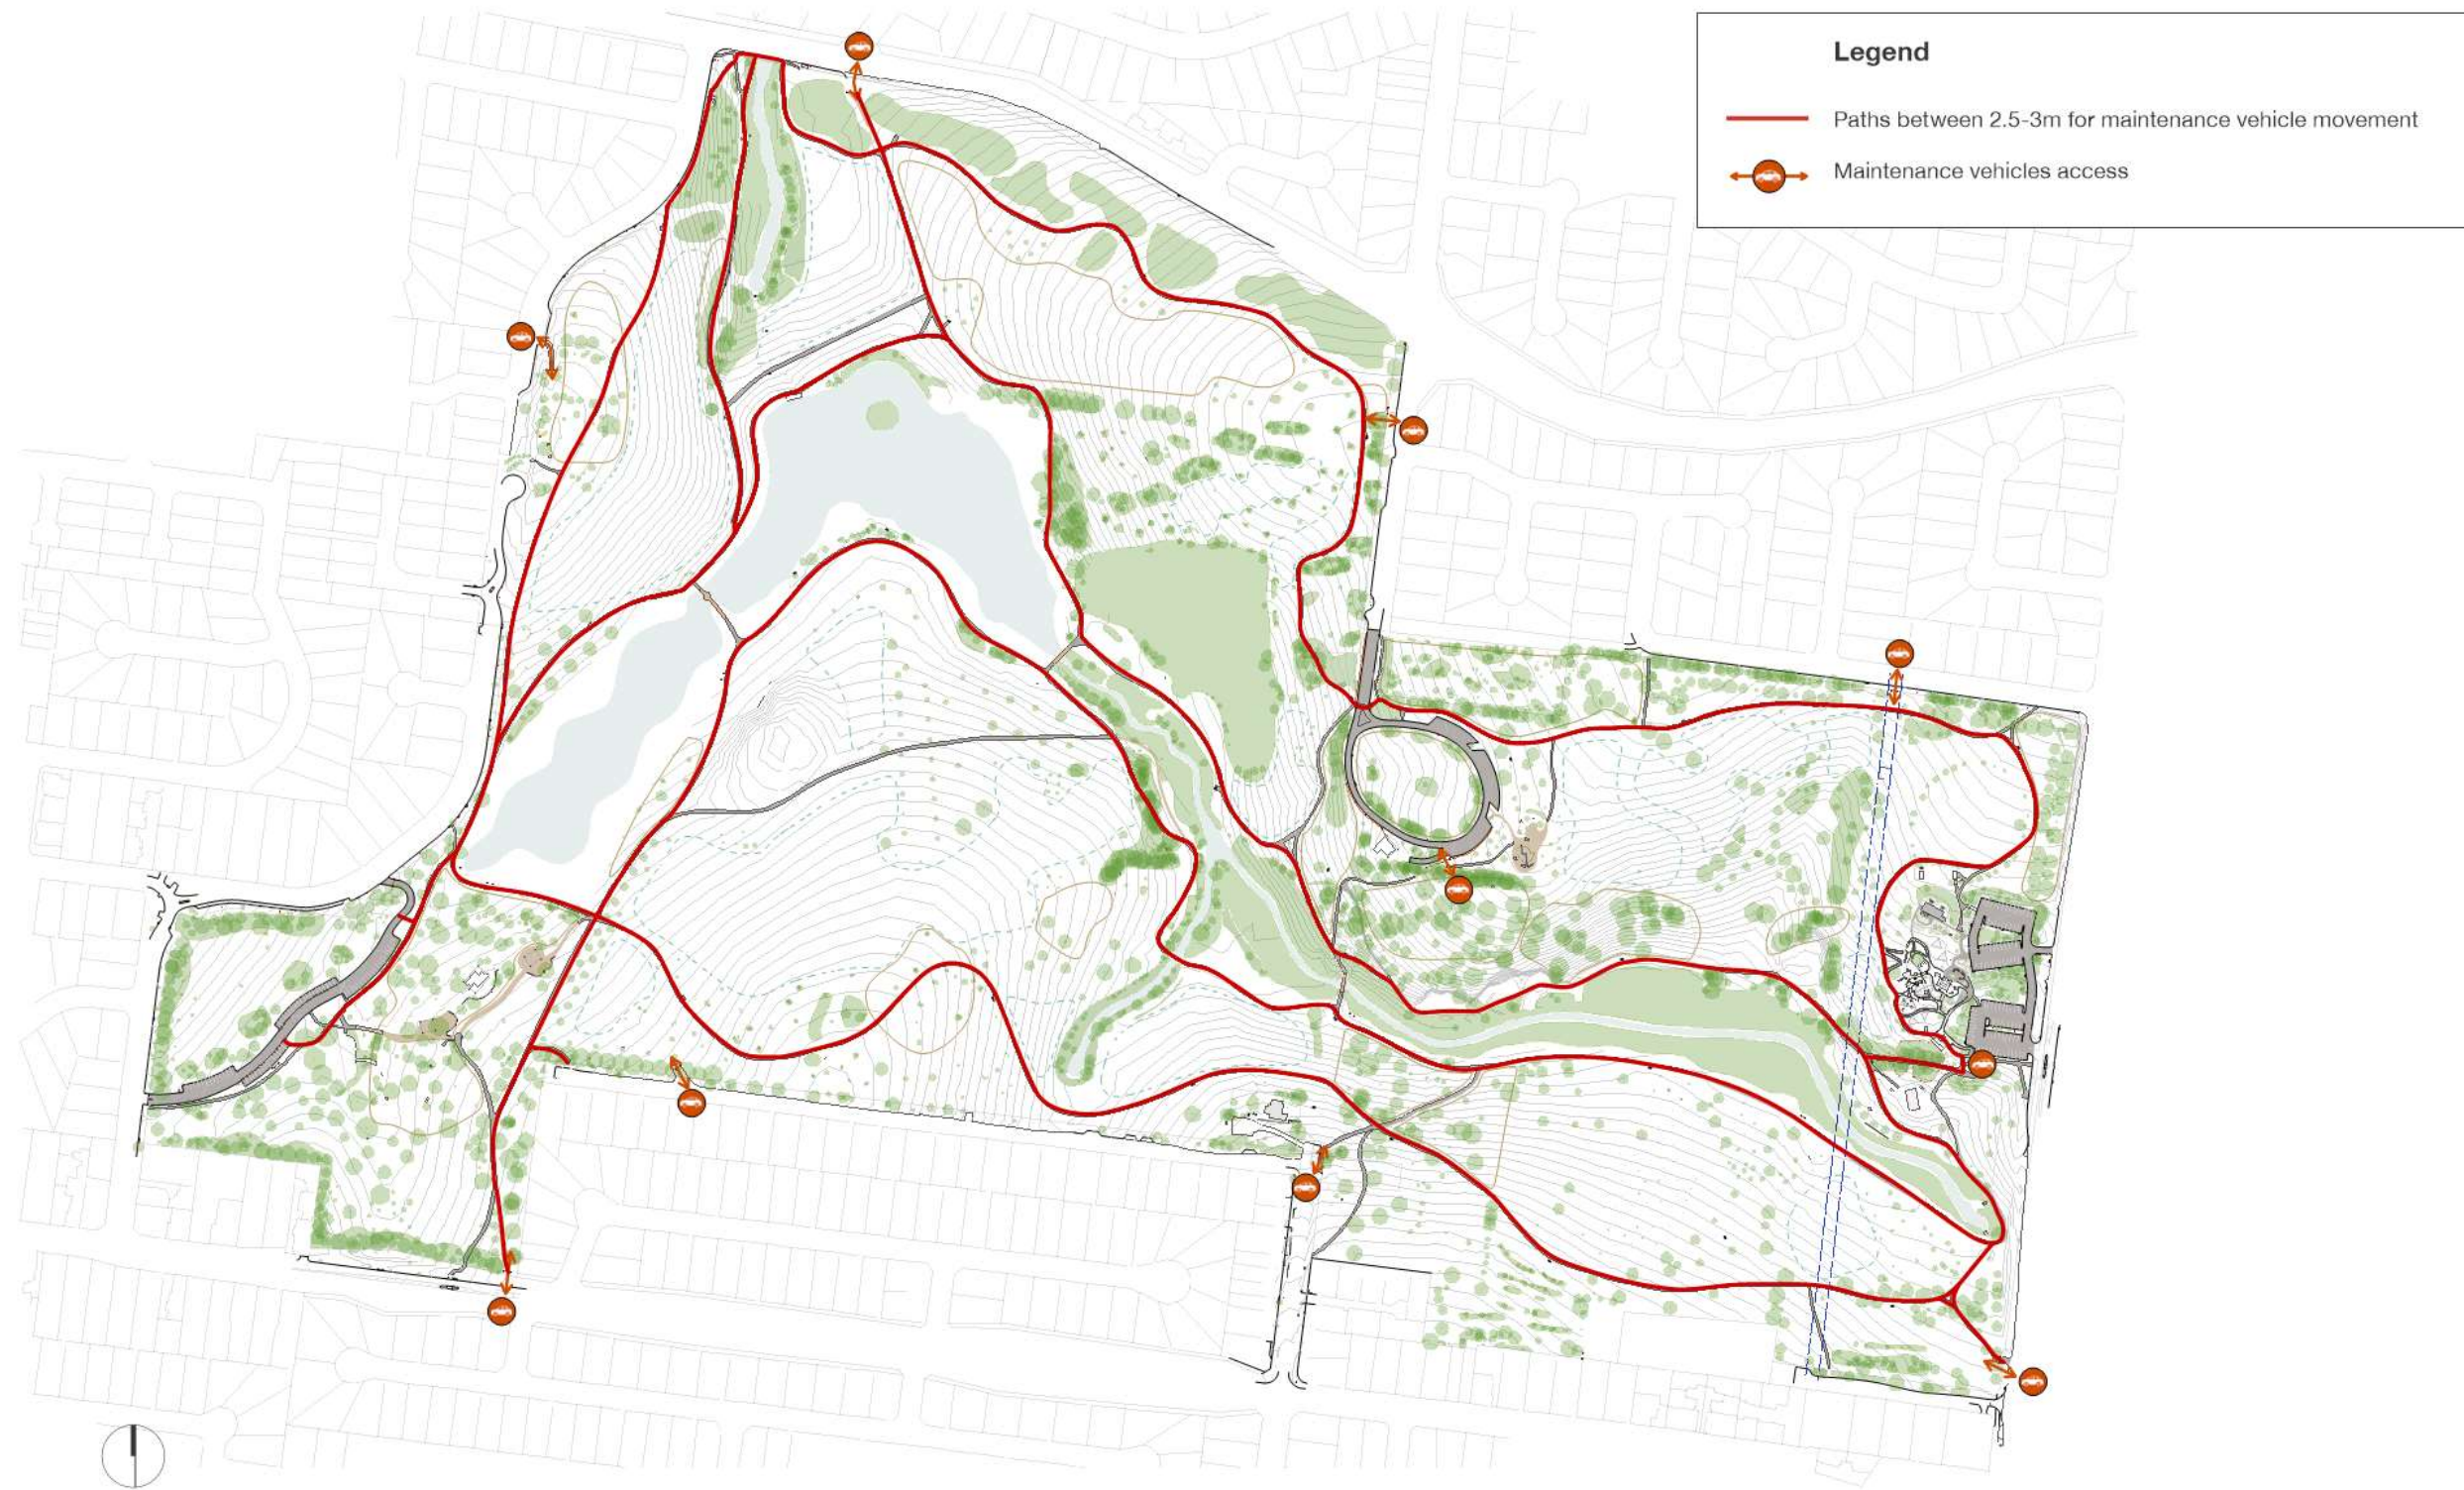 Legend
Paths between 2.5-3m for maintenance vehicle movement
Maintenance vehicles access